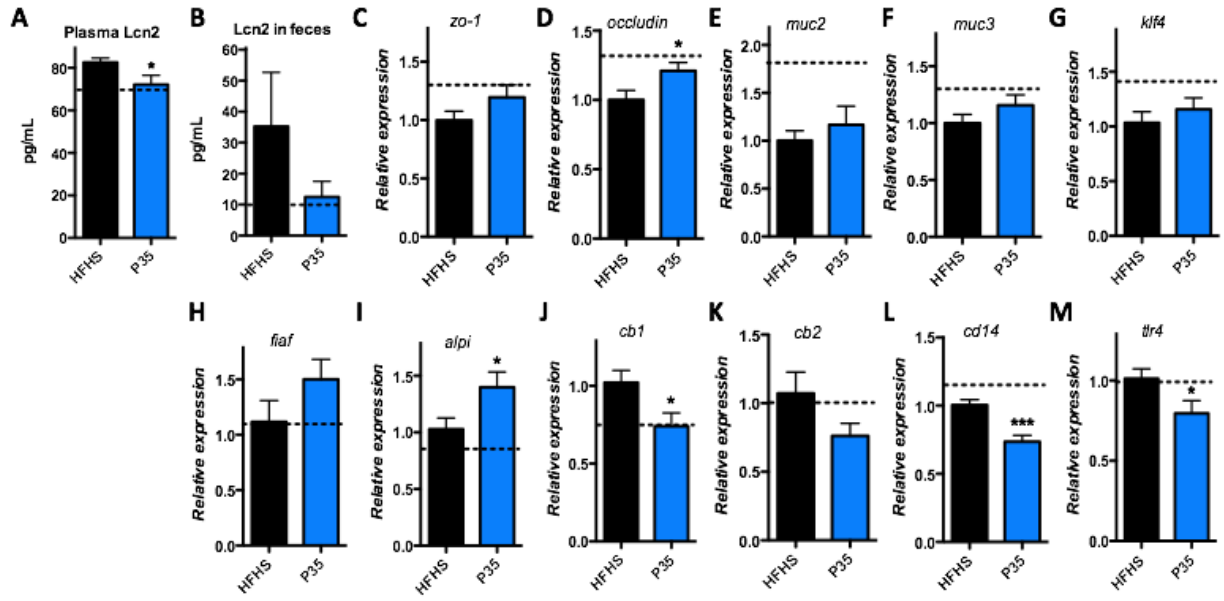 A
Plasma Lcn2
pg/mL
80
60
40
20
0
*
HFHS
P35
B
Lcn2 in feces
pg/mL
60
50
40
30
20
10
0
HFHS
P35
C
zo-1
Relative expression
1.5
1.0
0.5
0.0
HFHS
P35
D
occludin
Relative expression
1.5
1.0
0.5
0.0
*
HFHS
P35
E
muc2
Relative expression
2.0
1.5
1.0
0.5
0.0
HFHS
P35
F
muc3
Relative expression
1.5
1.0
0.5
0.0
HFHS
P35
G
klf4
Relative expression
1.5
1.0
0.5
0.0
HFHS
P35
H
fiaf
Relative expression
1.5
1.0
0.5
0.0
HFHS
P35
I
alpi
Relative expression
1.5
1.0
0.5
0.0
*
HFHS
P35
J
cb1
Relative expression
1.5
1.0
0.5
0.0
*
HFHS
P35
K
cb2
Relative expression
1.5
1.0
0.5
0.0
HFHS
P35
L
cd14
Relative expression
1.5
1.0
0.5
0.0
***
HFHS
P35
M
tlr4
Relative expression
1.5
1.0
0.5
0.0
*
HFHS
P35